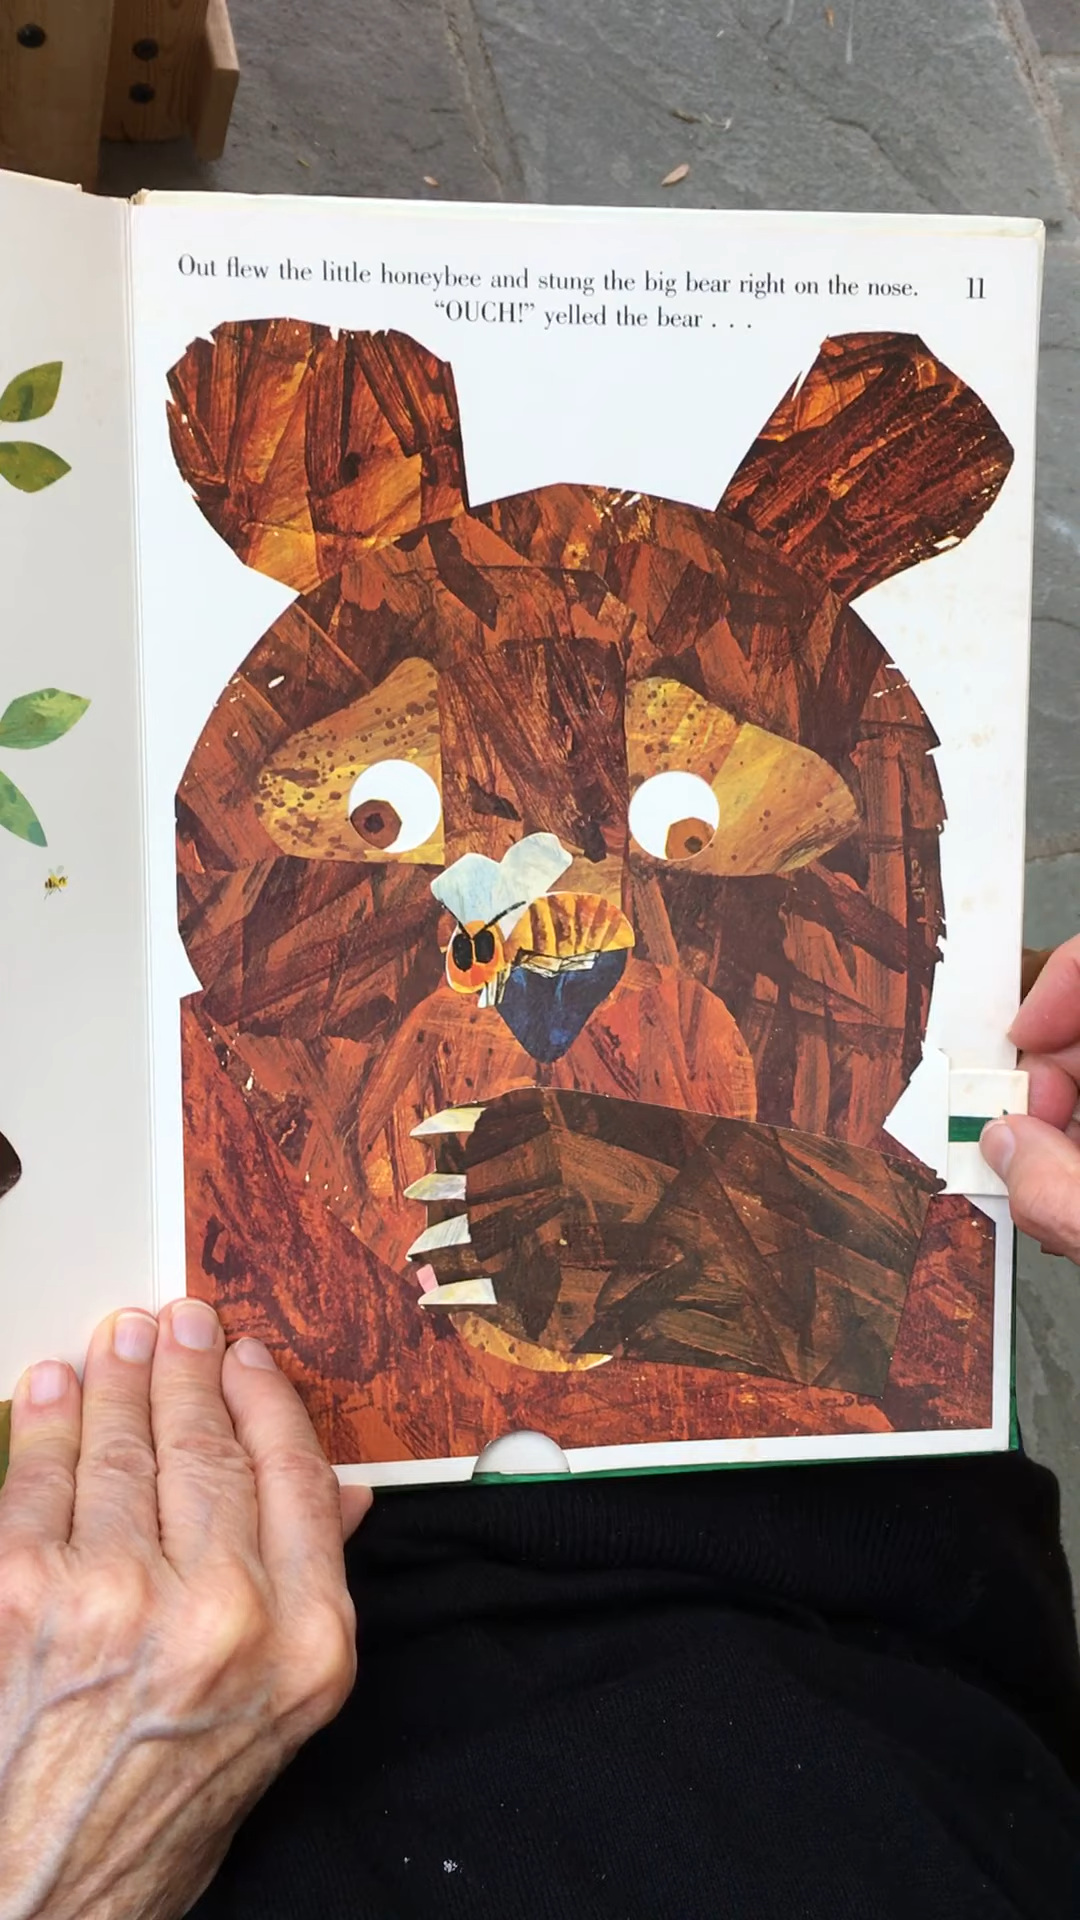 Out flew the little honeybee and stung the big bear right on the nose. 11
“OUCH!” yelled the bear . . .